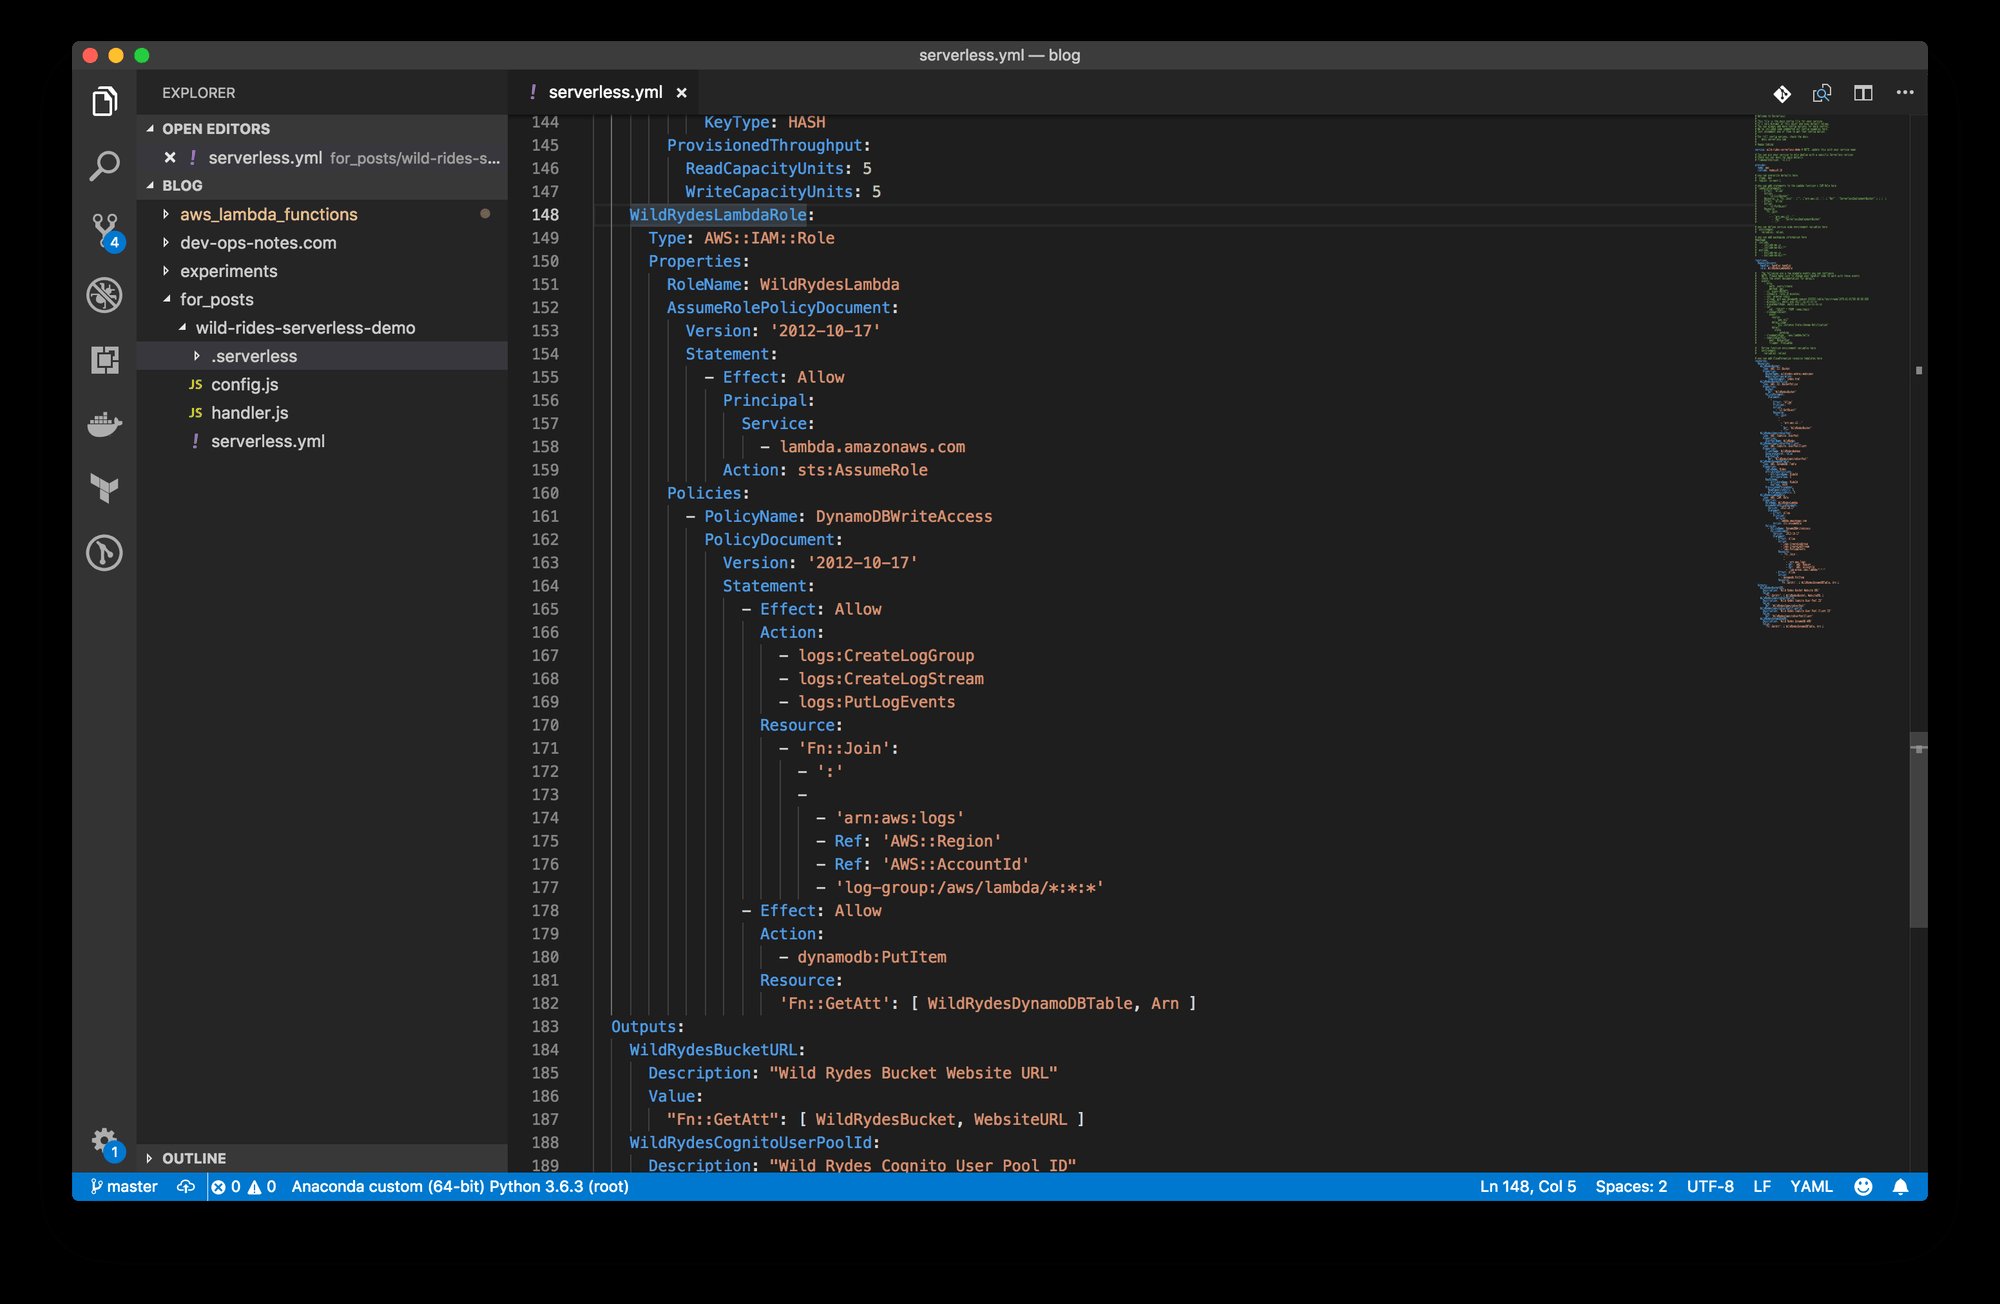 serverless.yml — blog
EXPLORER
OPEN EDITORS
serverless.yml for_posts/wild-rides-s...
BLOG
aws_lambda_functions
dev-ops-notes.com
experiments
for_posts
wild-rides-serverless-demo
.serverless
JS config.js
JS handler.js
! serverless.yml
OUTLINE
4
1
! serverless.yml
144 KeyType: HASH
145 ProvisionedThroughput:
146 ReadCapacityUnits: 5
147 WriteCapacityUnits: 5
148 WildRydesLambdaRole:
149 Type: AWS::IAM::Role
150 Properties:
151 RoleName: WildRydesLambda
152 AssumeRolePolicyDocument:
153 Version: '2012-10-17'
154 Statement:
155 - Effect: Allow
156 Principal:
157 Service:
158 - lambda.amazonaws.com
159 Action: sts:AssumeRole
160 Policies:
161 - PolicyName: DynamoDBWriteAccess
162 PolicyDocument:
163 Version: '2012-10-17'
164 Statement:
165 - Effect: Allow
166 Action:
167 - logs:CreateLogGroup
168 - logs:CreateLogStream
169 - logs:PutLogEvents
170 Resource:
171 - 'Fn::Join':
172 - ':'
173 -
174 - 'arn:aws:logs'
175 - Ref: 'AWS::Region'
176 - Ref: 'AWS::AccountId'
177 - 'log-group:/aws/lambda/*:*:*'
178 - Effect: Allow
179 Action:
180 - dynamodb:PutItem
181 Resource:
182 'Fn::GetAtt': [ WildRydesDynamoDBTable, Arn ]
183 Outputs:
184 WildRydesBucketURL:
185 Description: "Wild Rydes Bucket Website URL"
186 Value:
187 "Fn::GetAtt": [ WildRydesBucket, WebsiteURL ]
188 WildRydesCognitoUserPoolId:
189 Description: "Wild Rydes Cognito User Pool ID"
master 0 0 Anaconda custom (64-bit) Python 3.6.3 (root) Ln 148, Col 5 Spaces: 2 UTF-8 LF YAML